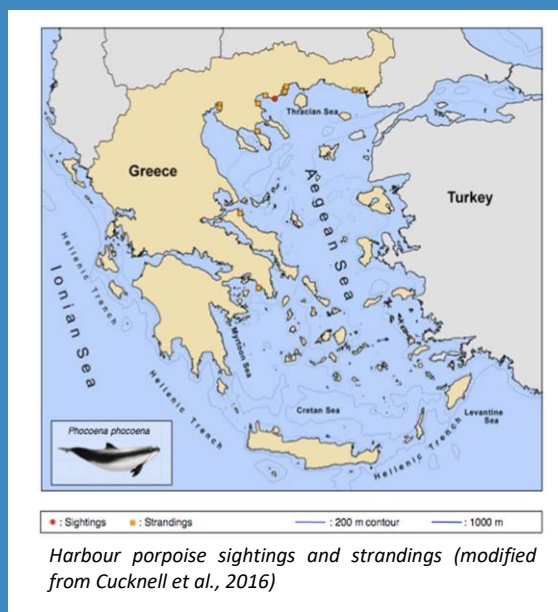 Thracian Sea
Greece
Turkey
Aegean Sea
Hellenic Trench
Ionian Sea
Myrtoon Sea
Hellenic Trench
Cretan Sea
Levantine
Sea
Hellenic Trench
Phocoena phocoena
: Sightings : Strandings : 200 m contour : 1000 m
Harbour porpoise sightings and strandings (modified
from Cucknell et al., 2016)